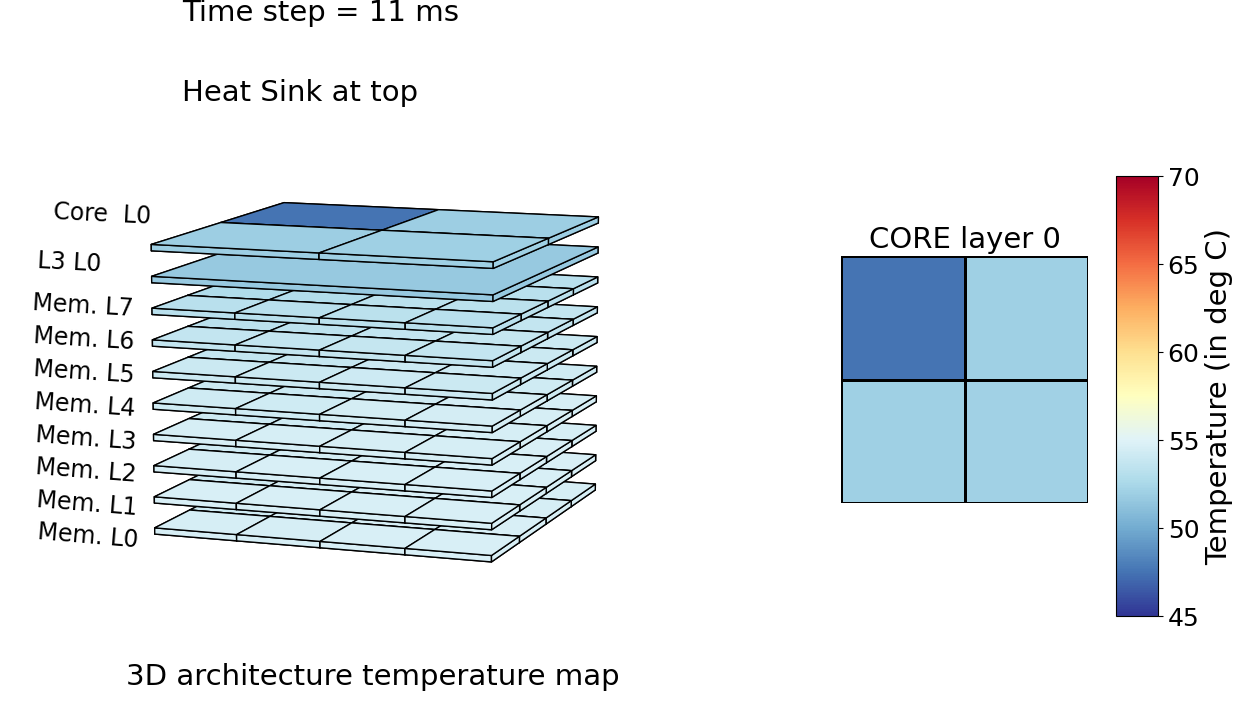 Time step = 11 ms
Heat Sink at top
Core  L0
L3 L0
Mem. L7
Mem. L6
Mem. L5
Mem. L4
Mem. L3
Mem. L2
Mem. L1
Mem. L0
3D architecture temperature map
CORE layer 0
70
65
60
55
50
45
Temperature (in deg C)